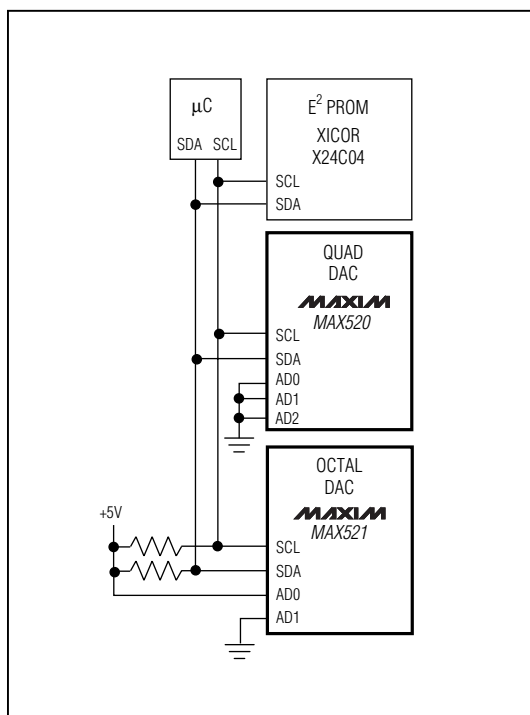 μC
SDA SCL
E² PROM
XICOR
X24C04
SCL
SDA
QUAD
DAC
MAXIM
MAX520
SCL
SDA
AD0
AD1
AD2
OCTAL
DAC
MAXIM
MAX521
+5V
SCL
SDA
AD0
AD1